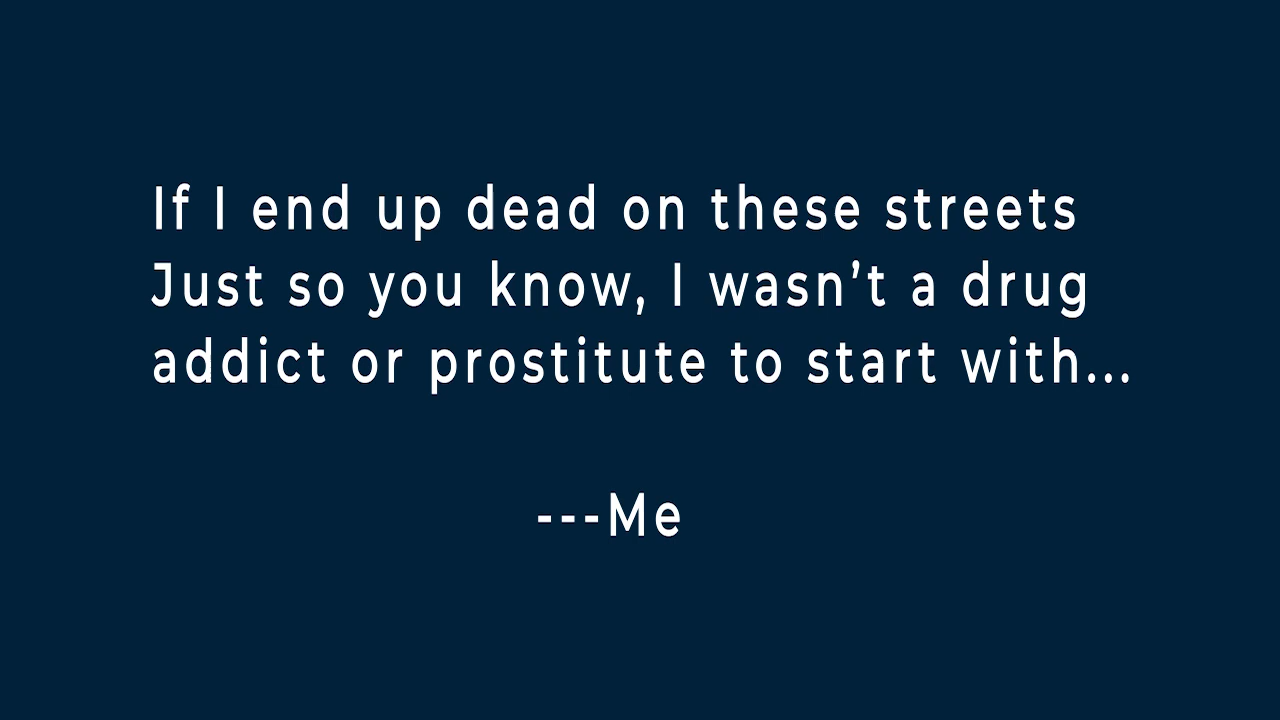 If I end up dead on these streets
Just so you know, I wasn’t a drug
addict or prostitute to start with...
---Me